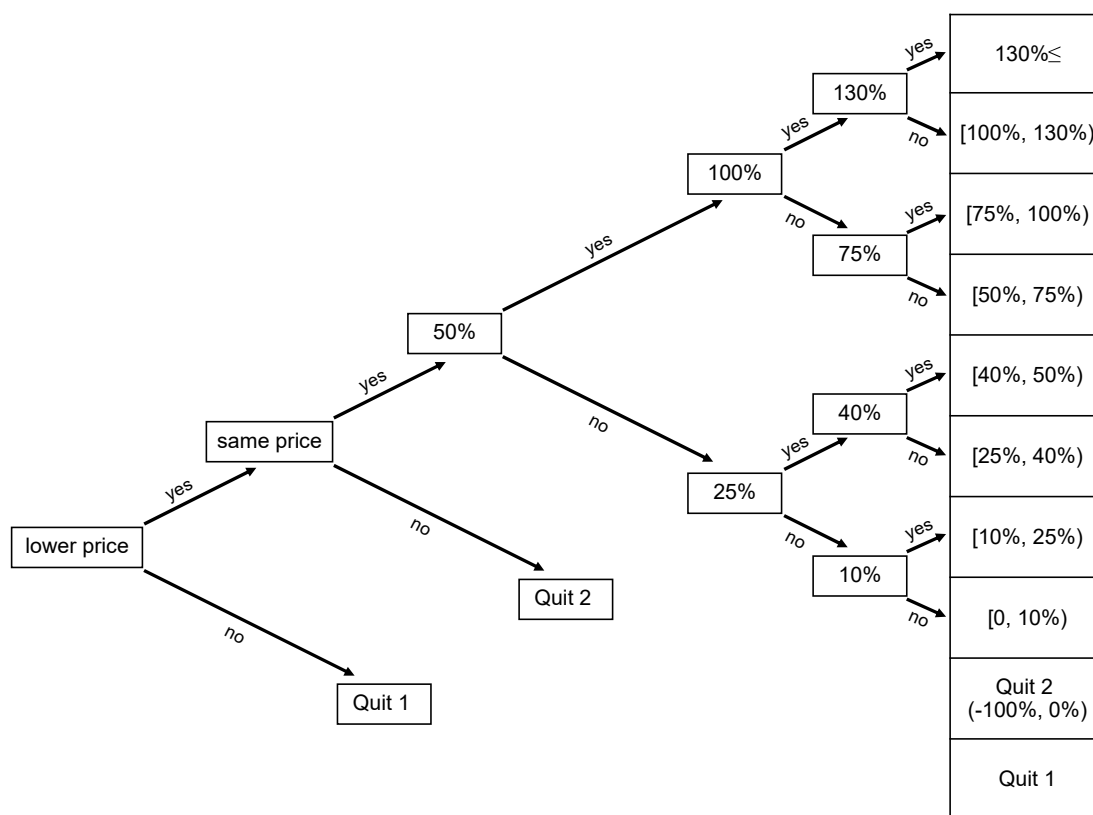 yes
130%≤
130%
yes
no
[100%, 130%)
100%
no
yes
[75%, 100%)
yes
75%
no
[50%, 75%)
50%
yes
no
yes
[40%, 50%)
40%
same price
yes
no
[25%, 40%)
25%
yes
no
no
yes
[10%, 25%)
lower price
10%
no
Quit 2
no
[0, 10%)
Quit 1
Quit 2
(-100%, 0%)
Quit 1